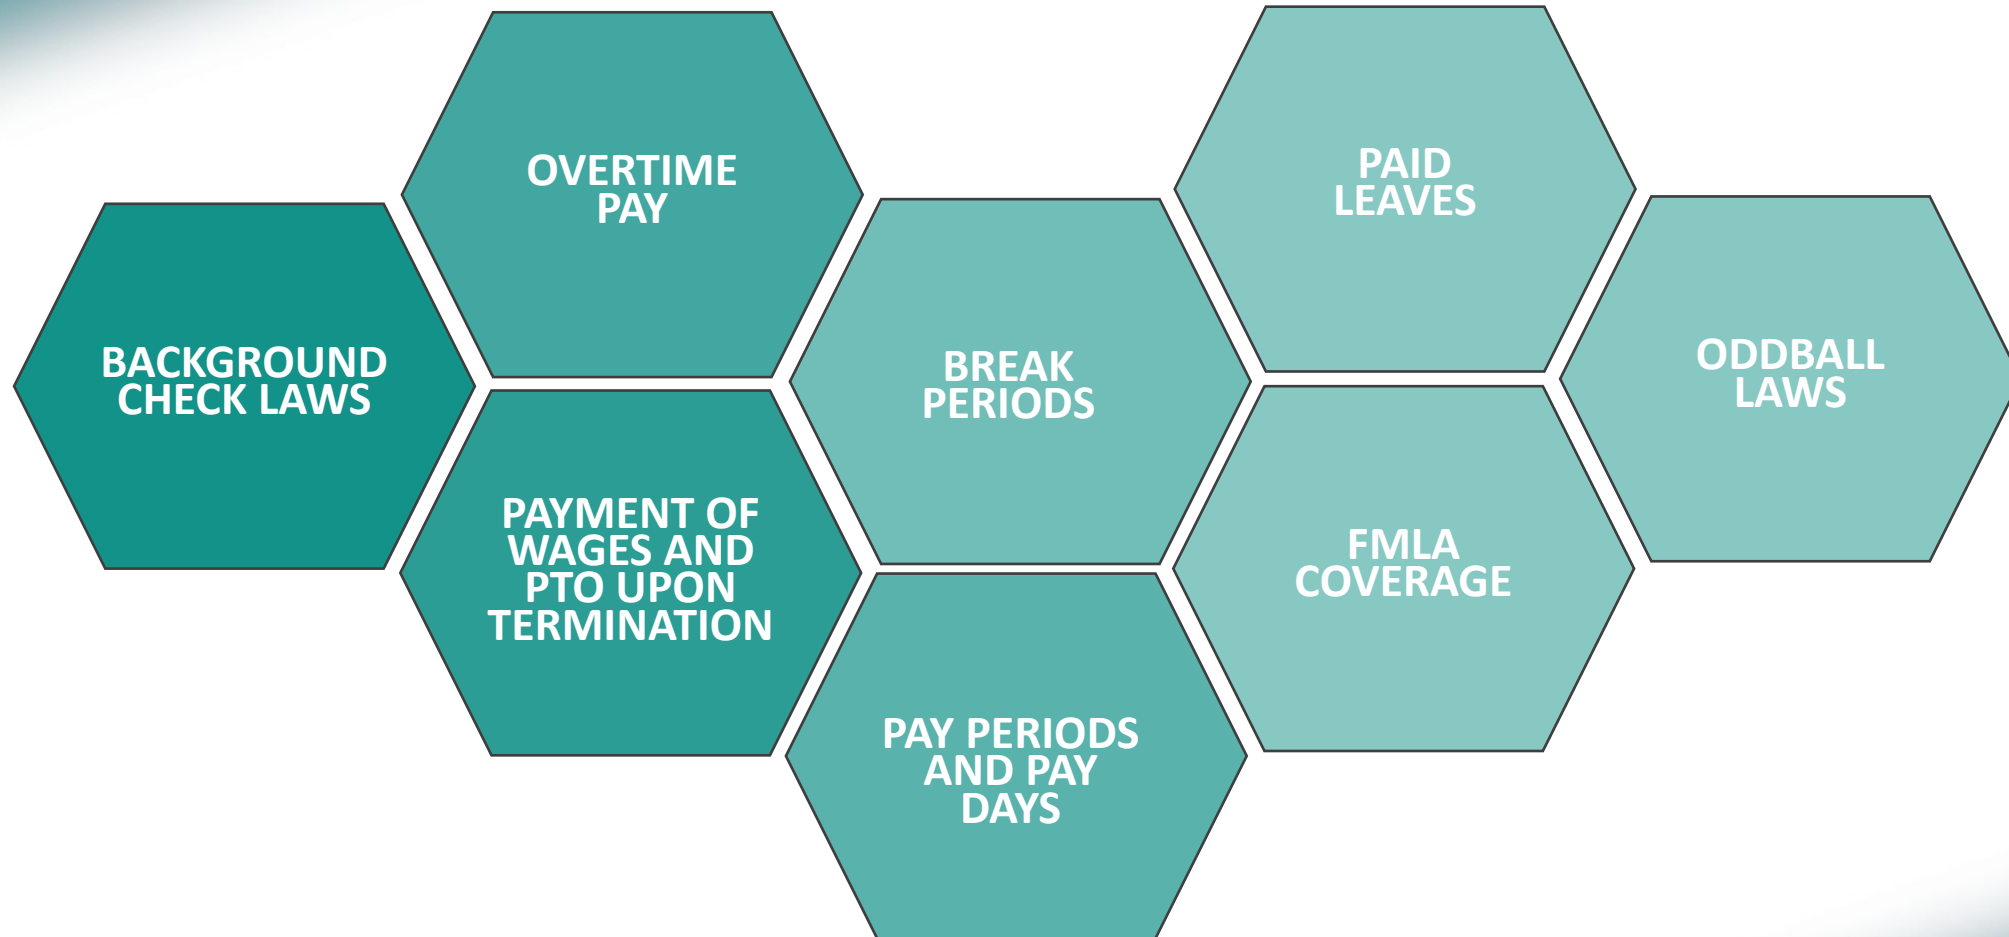 BACKGROUND
CHECK LAWS
OVERTIME
PAY
PAYMENT OF
WAGES AND
PTO UPON
TERMINATION
BREAK
PERIODS
PAY PERIODS
AND PAY
DAYS
PAID
LEAVES
FMLA
COVERAGE
ODDBALL
LAWS